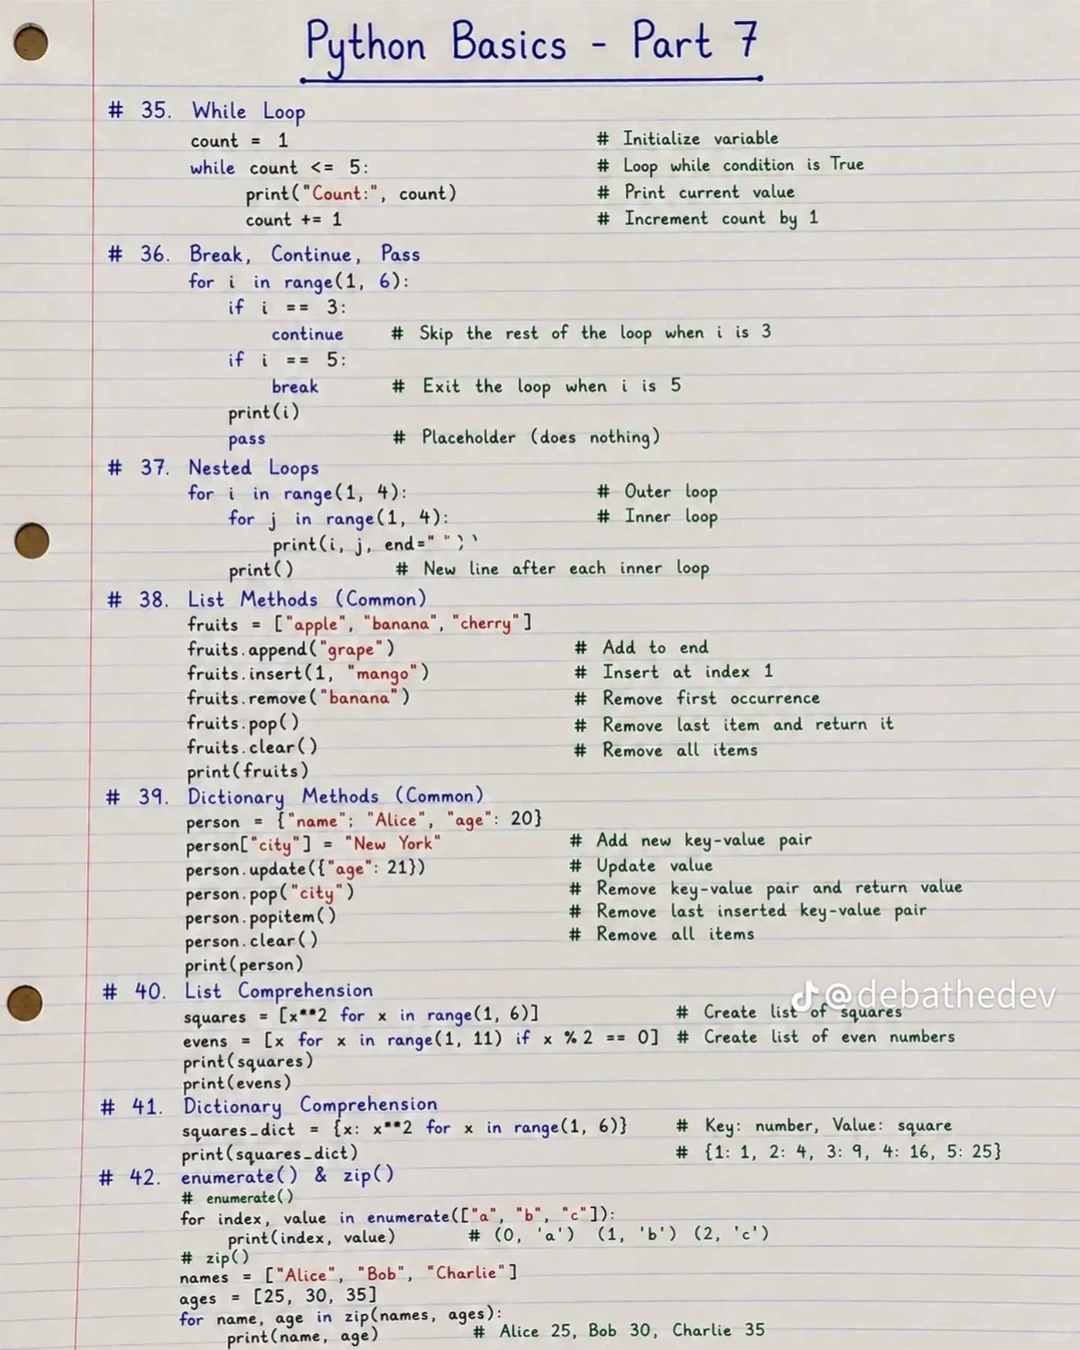 Python Basics - Part 7
# 35. While Loop
count = 1 # Initialize variable
while count <= 5: # Loop while condition is True
print("Count:", count) # Print current value
count += 1 # Increment count by 1
# 36. Break, Continue, Pass
for i in range(1, 6):
if i == 3:
continue # Skip the rest of the loop when i is 3
if i == 5:
break # Exit the loop when i is 5
print(i)
pass # Placeholder (does nothing)
# 37. Nested Loops
for i in range(1, 4): # Outer loop
for j in range(1, 4): # Inner loop
print(i, j, end=" ")`
print() # New line after each inner loop
# 38. List Methods (Common)
fruits = ["apple", "banana", "cherry"]
fruits.append("grape") # Add to end
fruits.insert(1, "mango") # Insert at index 1
fruits.remove("banana") # Remove first occurrence
fruits.pop() # Remove last item and return it
fruits.clear() # Remove all items
print(fruits)
# 39. Dictionary Methods (Common)
person = {"name": "Alice", "age": 20}
person["city"] = "New York" # Add new key-value pair
person.update({"age": 21}) # Update value
person.pop("city") # Remove key-value pair and return value
person.popitem() # Remove last inserted key-value pair
person.clear() # Remove all items
print(person)
# 40. List Comprehension
@debathedev
squares = [x**2 for x in range(1, 6)] # Create list of squares
evens = [x for x in range(1, 11) if x % 2 == 0] # Create list of even numbers
print(squares)
print(evens)
# 41. Dictionary Comprehension
squares_dict = {x: x**2 for x in range(1, 6)} # Key: number, Value: square
print(squares_dict) # {1: 1, 2: 4, 3: 9, 4: 16, 5: 25}
# 42. enumerate() & zip()
# enumerate()
for index, value in enumerate(["a", "b", "c"]):
print(index, value) # (0, 'a') (1, 'b') (2, 'c')
# zip()
names = ["Alice", "Bob", "Charlie"]
ages = [25, 30, 35]
for name, age in zip(names, ages):
print(name, age) # Alice 25, Bob 30, Charlie 35